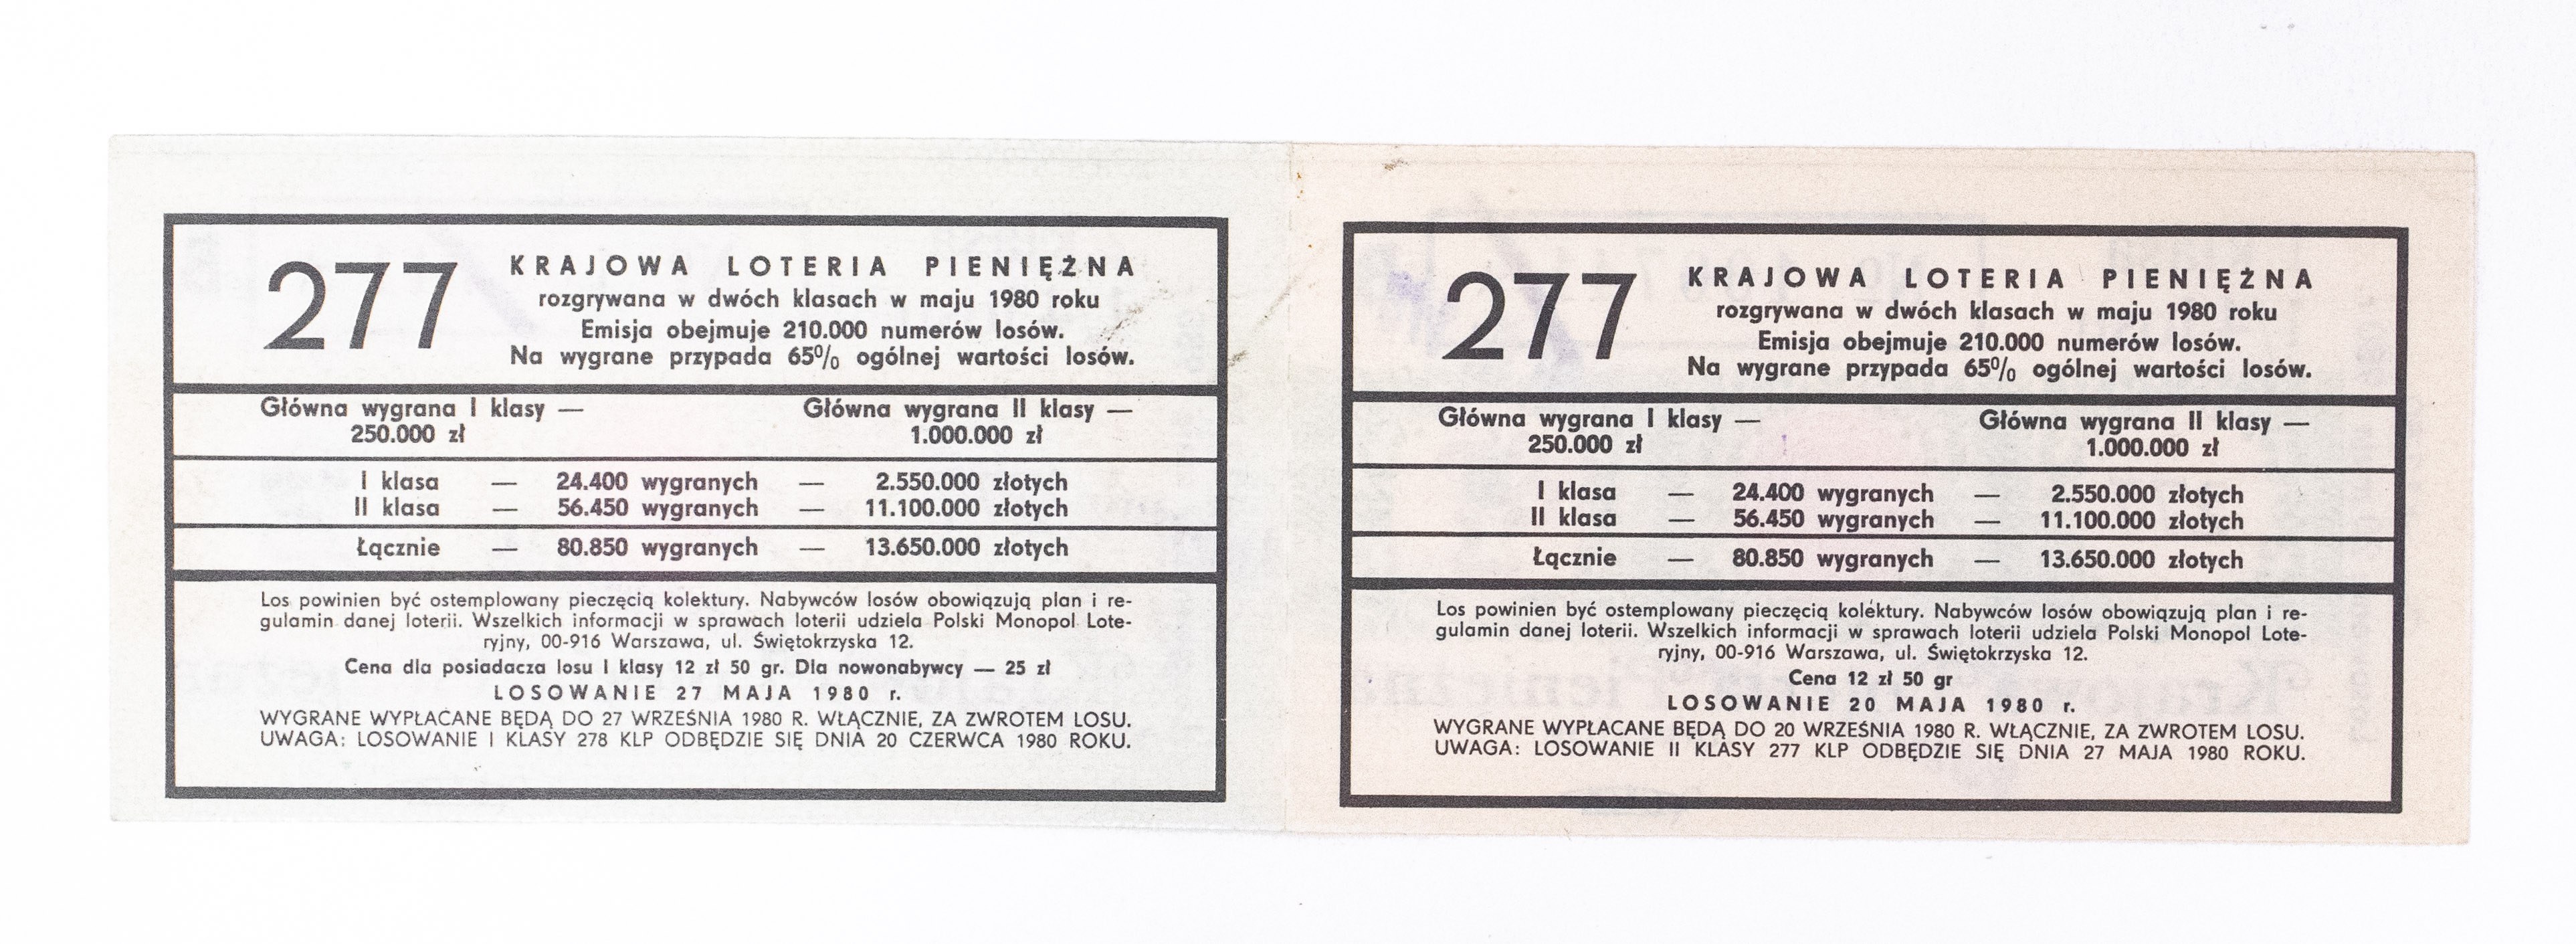 277
KRAJOWA LOTERIA PIENIĘŻNA
rozgrywana w dwóch klasach w maju 1980 roku
Emisja obejmuje 210.000 numerów losów.
Na wygrane przypada 65% ogólnej wartości losów.
Główna wygrana I klasy — Główna wygrana II klasy —
250.000 zł 1.000.000 zł
I klasa — 24.400 wygranych — 2.550.000 złotych
II klasa — 56.450 wygranych — 11.100.000 złotych
Łącznie — 80.850 wygranych — 13.650.000 złotych
Los powinien być ostemplowany pieczęcią kolektury. Nabywców losów obowiązują plan i re-
gulamin danej loterii. Wszelkich informacji w sprawach loterii udziela Polski Monopol Lote-
ryjny, 00-916 Warszawa, ul. Świętokrzyska 12.
Cena dla posiadacza losu I klasy 12 zł 50 gr. Dla nowonabywcy — 25 zł
LOSOWANIE 27 MAJA 1980 r.
WYGRANE WYPŁACANE BĘDĄ DO 27 WRZEŚNIA 1980 R. WŁĄCZNIE, ZA ZWROTEM LOSU.
UWAGA: LOSOWANIE I KLASY 278 KLP ODBĘDZIE SIĘ DNIA 20 CZERWCA 1980 ROKU.
277
KRAJOWA LOTERIA PIENIĘŻNA
rozgrywana w dwóch klasach w maju 1980 roku
Emisja obejmuje 210.000 numerów losów.
Na wygrane przypada 65% ogólnej wartości losów.
Główna wygrana I klasy — Główna wygrana II klasy —
250.000 zł 1.000.000 zł
I klasa — 24.400 wygranych — 2.550.000 złotych
II klasa — 56.450 wygranych — 11.100.000 złotych
Łącznie — 80.850 wygranych — 13.650.000 złotych
Los powinien być ostemplowany pieczęcią kolektury. Nabywców losów obowiązują plan i re-
gulamin danej loterii. Wszelkich informacji w sprawach loterii udziela Polski Monopol Lote-
ryjny, 00-916 Warszawa, ul. Świętokrzyska 12.
Cena 12 zł 50 gr
LOSOWANIE 20 MAJA 1980 r.
WYGRANE WYPŁACANE BĘDĄ DO 20 WRZEŚNIA 1980 R. WŁĄCZNIE, ZA ZWROTEM LOSU.
UWAGA: LOSOWANIE II KLASY 277 KLP ODBĘDZIE SIĘ DNIA 27 MAJA 1980 ROKU.